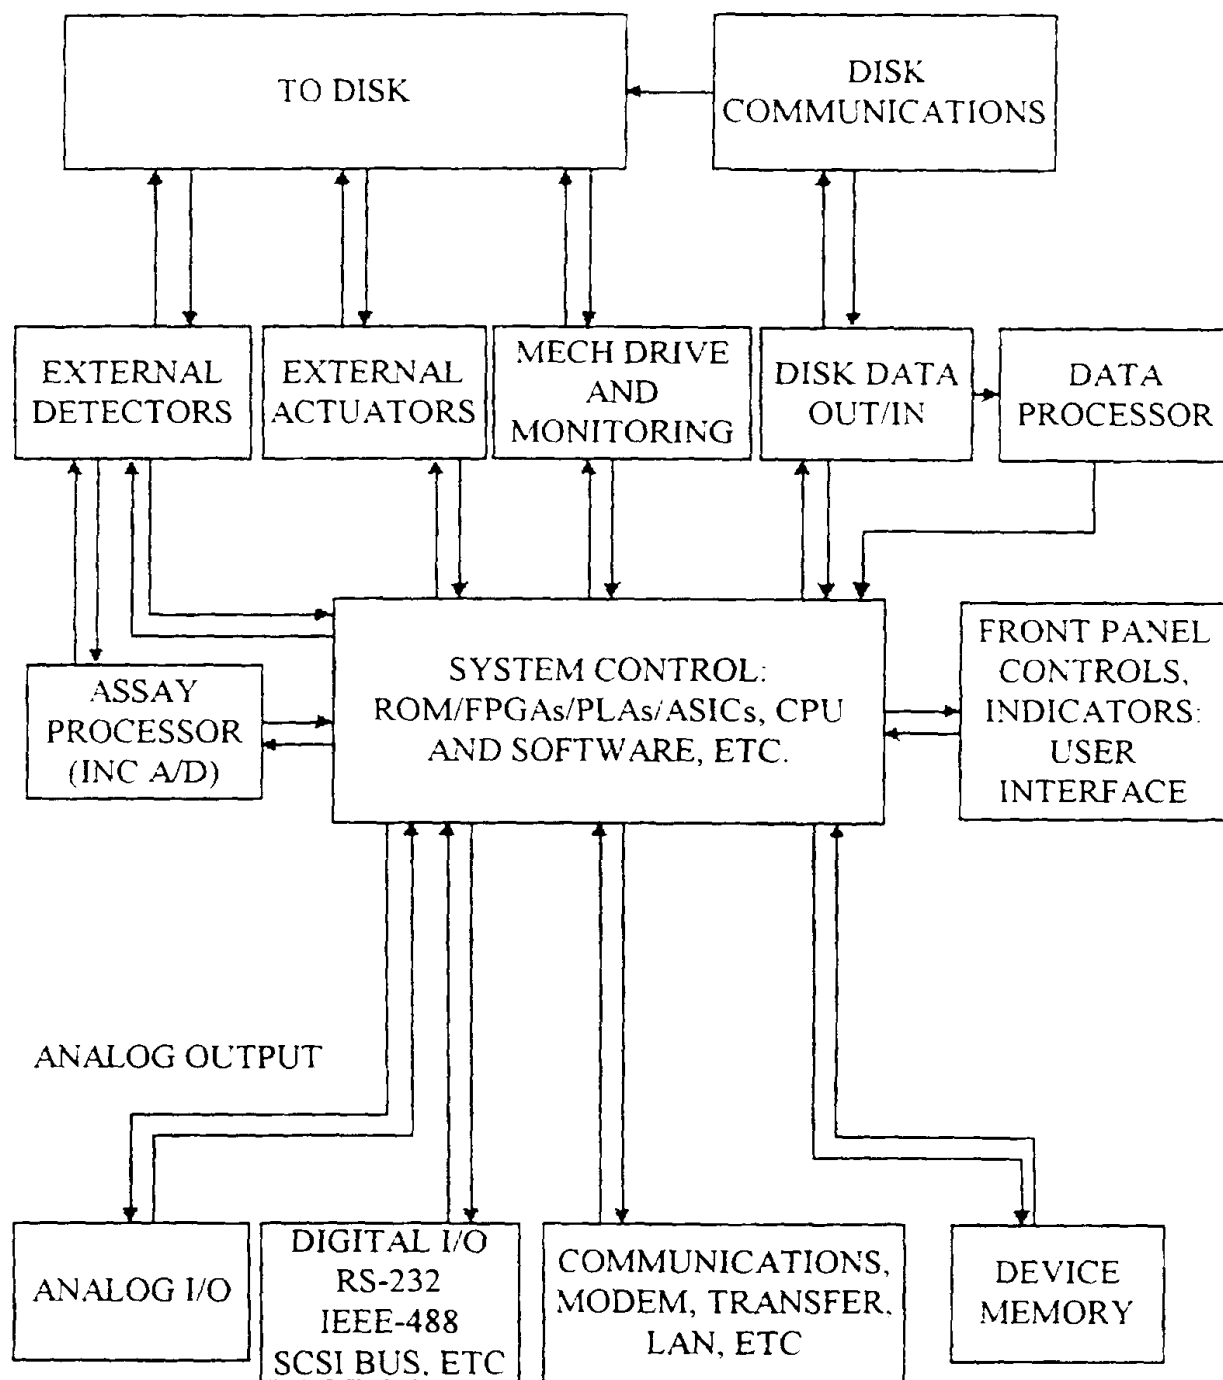 TO DISK
DISK
COMMUNICATIONS
EXTERNAL
DETECTORS
EXTERNAL
ACTUATORS
MECH DRIVE
AND
MONITORING
DISK DATA
OUT/IN
DATA
PROCESSOR
ASSAY
PROCESSOR
(INC A/D)
SYSTEM CONTROL:
ROM/FPGAs/PLAs/ASICs, CPU
AND SOFTWARE, ETC.
FRONT PANEL
CONTROLS,
INDICATORS:
USER
INTERFACE
ANALOG OUTPUT
ANALOG I/O
DIGITAL I/O
RS-232
IEEE-488
SCSI BUS, ETC
COMMUNICATIONS,
MODEM, TRANSFER,
LAN, ETC
DEVICE
MEMORY